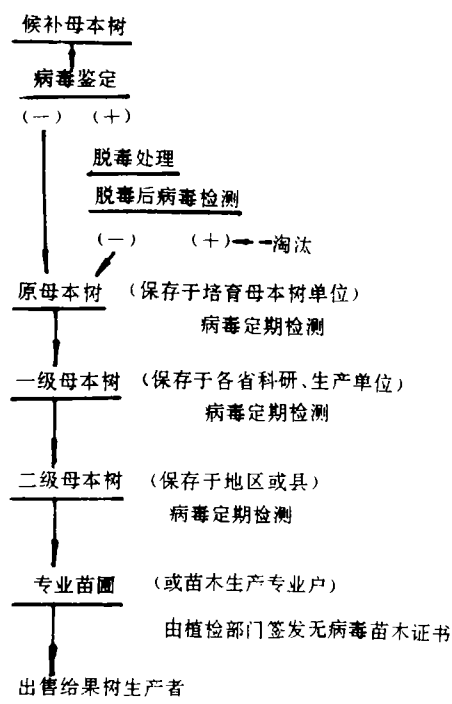 候补母本树
病毒鉴定
(一) (十)
脱毒处理
脱毒后病毒检测
(一) (十) 淘汰
原母本树 (保存于培育母本树单位)
病毒定期检测
一级母本树 (保存于各省科研、生产单位)
病毒定期检测
二级母本树 (保存于地区或县)
病毒定期检测
专业苗圃 (或苗木生产专业户)
由植检部门签发无病毒苗木证书
出售给果树生产者